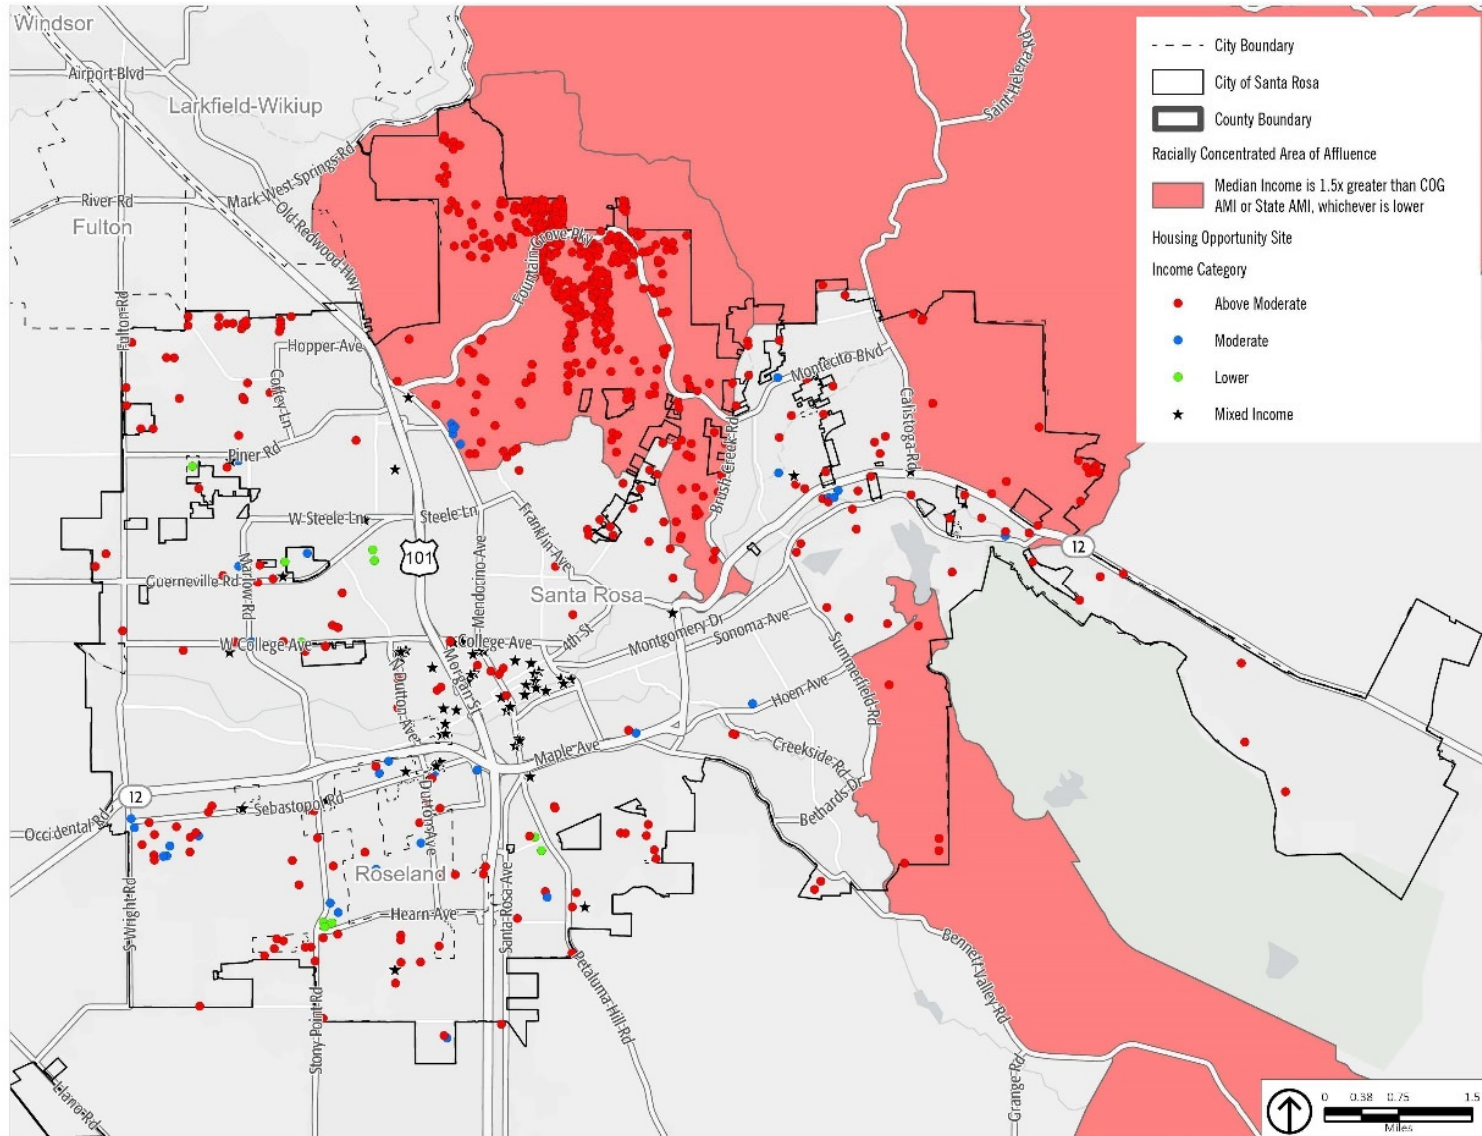 Windsor
Airport Blvd
Larkfield-Wikiup
Mark West Springs Rd
River Rd
Fulton
Old Redwood Hwy
Saint Helena Rd
City Boundary
City of Santa Rosa
County Boundary
Racially Concentrated Area of Affluence
Median Income is 1.5x greater than COG
AMI or State AMI, whichever is lower
Housing Opportunity Site
Income Category
Above Moderate
Moderate
Lower
Mixed Income
Fountain Grove Pky
Fulton Rd
Hopper Ave
Coffey Ln
Piner Rd
Montecito Blvd
Calistoga Rd
Brush Creek Rd
W Steele Ln
Steele Ln
Franklin Ave
101
Mendocino Ave
12
Marlow Rd
Guerneville Rd
Santa Rosa
W College Ave
College Ave
4th St
Montgomery Dr
Sonoma Ave
Summerfield Rd
N Dutton Ave
Morgan St
Hoen Ave
Maple Ave
Creekside Rd
Bethards Dr
12
Sebastopol Rd
Occidental Rd
Dutton Ave
Roseland
S Wright Rd
Hearn Ave
Santa Rosa Ave
Stony Point Rd
Petaluma Hill Rd
Bennett Valley Rd
Grange Rd
Llano Rd
0 0.38 0.75 1.5
Miles